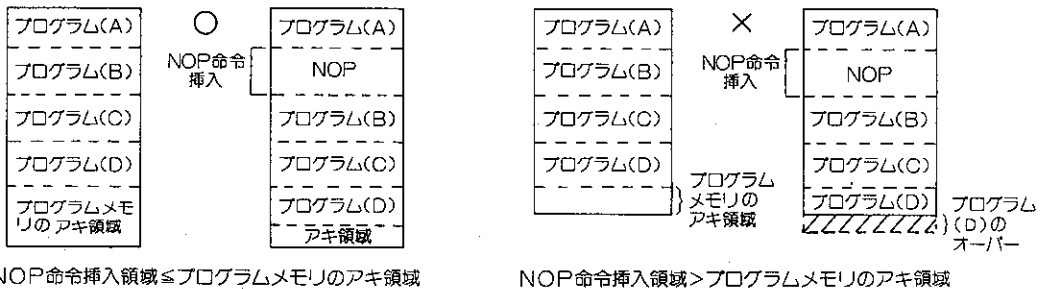 プログラム(A)
プログラム(B)
プログラム(C)
プログラム(D)
プログラムメモ
リのアキ領域
○
NOP命令
挿入
プログラム(A)
NOP
プログラム(B)
プログラム(C)
プログラム(D)
アキ領域
NOP命令挿入領域≦プログラムメモリのアキ領域
プログラム(A)
プログラム(B)
プログラム(C)
プログラム(D)
プログラム
メモリの
アキ領域
×
NOP命令
挿入
プログラム(A)
NOP
プログラム(B)
プログラム(C)
プログラム(D)
プログラム
(D)の
オーバー
NOP命令挿入領域>プログラムメモリのアキ領域